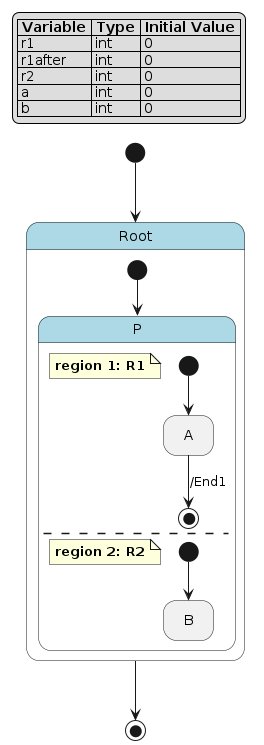 Variable Type Initial Value
r1 int 0
r1after int 0
r2 int 0
a int 0
b int 0
Root
P
region 1: R1
A
/End1
region 2: R2
B